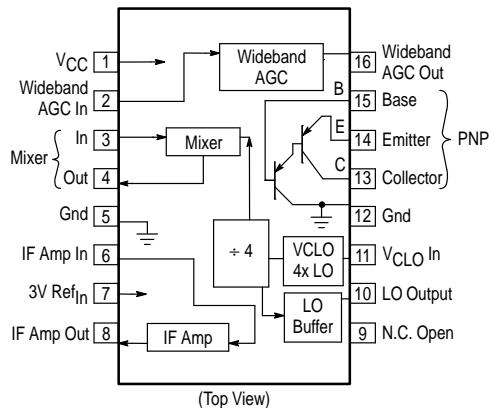 VCC 1
Wideband AGC In 2
Mixer
In 3
Out 4
Gnd 5
IF Amp In 6
3V RefIn 7
IF Amp Out 8
Wideband AGC
Mixer
÷ 4
VCLO 4x LO
LO Buffer
IF Amp
B
E
C
16 Wideband AGC Out
15 Base
14 Emitter
13 Collector
PNP
12 Gnd
11 VCLO In
10 LO Output
9 N.C. Open
(Top View)